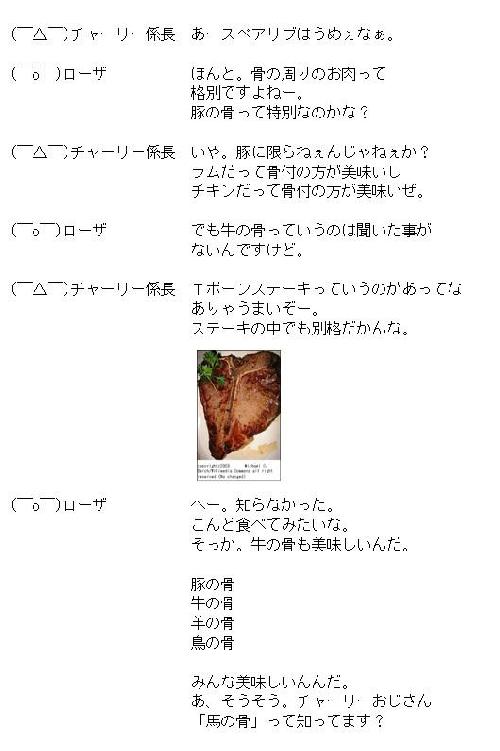 (￣△￣)チャーリー係長 あー スペアリブはうめぇなぁ。
(￣o￣)ローザ ほんと。骨の周りのお肉って
格別ですよねー。
豚の骨って特別なのかな？
(￣△￣)チャーリー係長 いや。豚に限らねぇんじゃねぇか？
ラムだって骨付の方が美味いし
チキンだって骨付の方が美味いぜ。
(￣o￣)ローザ でも牛の骨っていうのは聞いた事が
ないんですけど。
(￣△￣)チャーリー係長 Ｔボーンステーキっていうのがあってな
ありゃうまいぞー。
ステーキの中でも別格だかんな。
copyright2003 Michael C.
Berch/Wikimedia Commons all right
reserved(No changed)
(￣o￣)ローザ へー。知らなかった。
こんど食べてみたいな。
そっか。牛の骨も美味しいんだ。
豚の骨
牛の骨
羊の骨
鳥の骨
みんな美味しいんんだ。
あ、そうそう。チャーリーおじさん
「馬の骨」って知ってます？